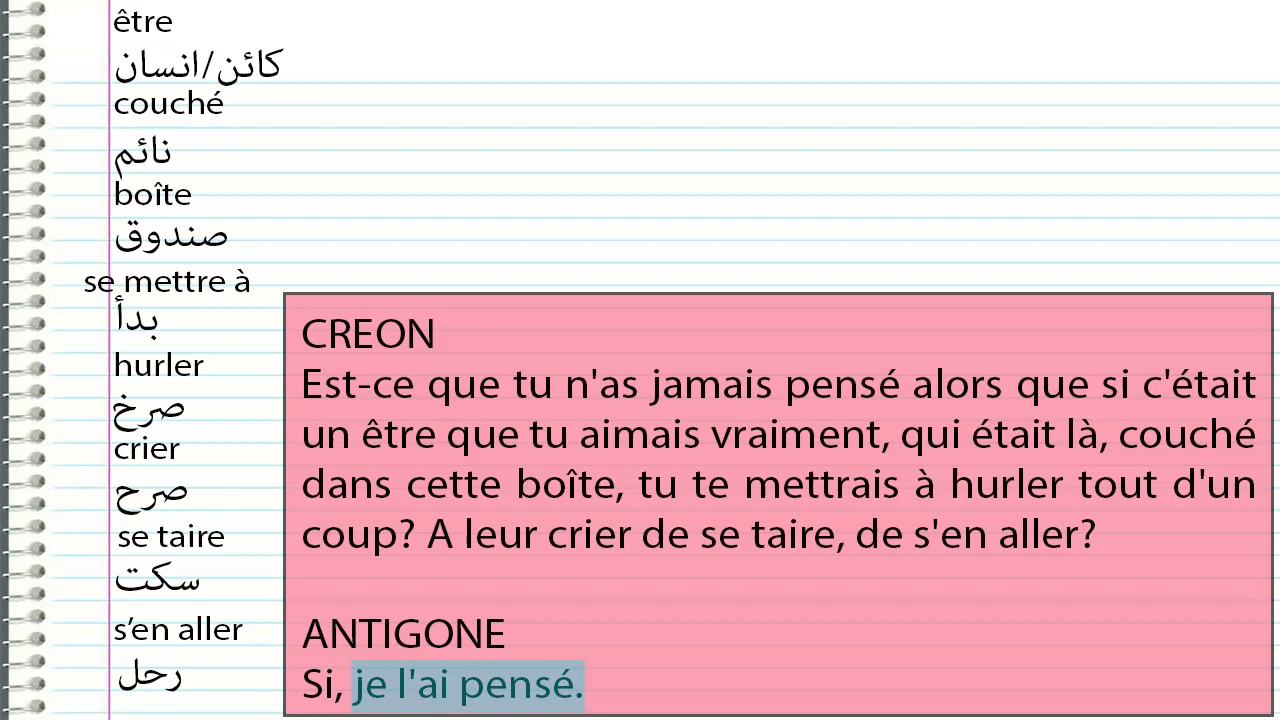 être
كائن/انسان
couché
نائم
boîte
صندوق
se mettre à
بدأ
hurler
صرخ
crier
صرح
se taire
سكت
s’en aller
رحل
CREON
Est-ce que tu n'as jamais pensé alors que si c'était
un être que tu aimais vraiment, qui était là, couché
dans cette boîte, tu te mettrais à hurler tout d'un
coup? A leur crier de se taire, de s'en aller?
ANTIGONE
Si, je l'ai pensé.